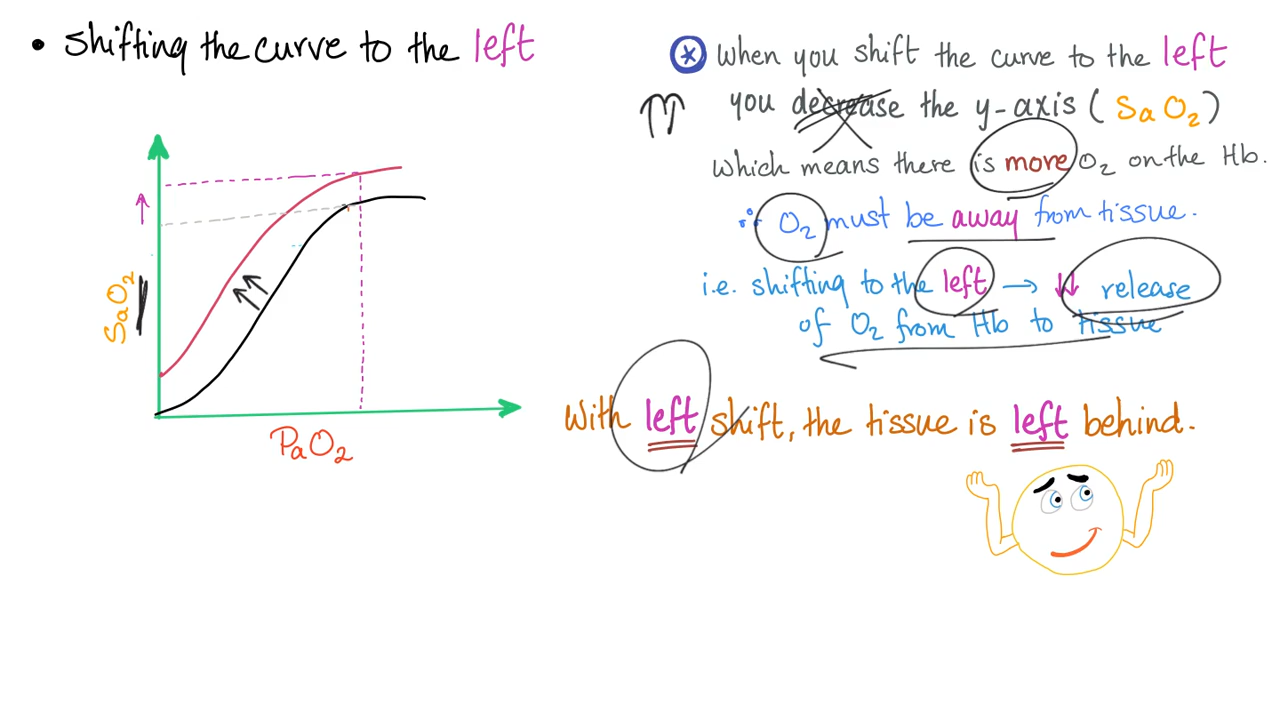 • Shifting the curve to the left
* When you shift the curve to the left
you decrease the y-axis (SaO2)
which means there is more O2 on the Hb.
∴ O2 must be away from tissue.
i.e. shifting to the left → ↓↓ release
of O2 from Hb to tissue
With left shift, the tissue is left behind.
SaO2
PaO2